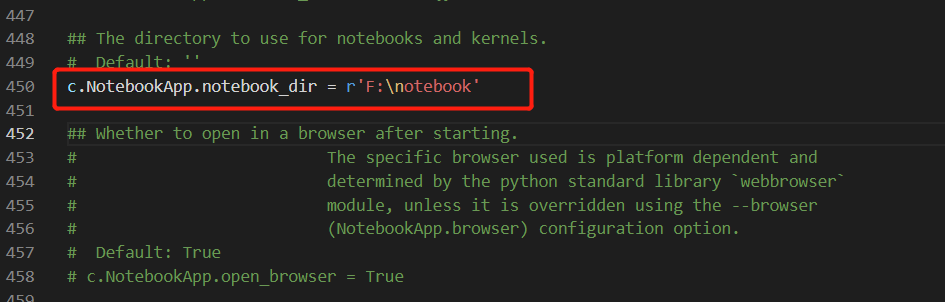 447
448 ## The directory to use for notebooks and kernels.
449 #  Default: ''
450 c.NotebookApp.notebook_dir = r'F:\notebook'
451
452 ## Whether to open in a browser after starting.
453 #                        The specific browser used is platform dependent and
454 #                        determined by the python standard library `webbrowser`
455 #                        module, unless it is overridden using the --browser
456 #                        (NotebookApp.browser) configuration option.
457 #  Default: True
458 # c.NotebookApp.open_browser = True
459